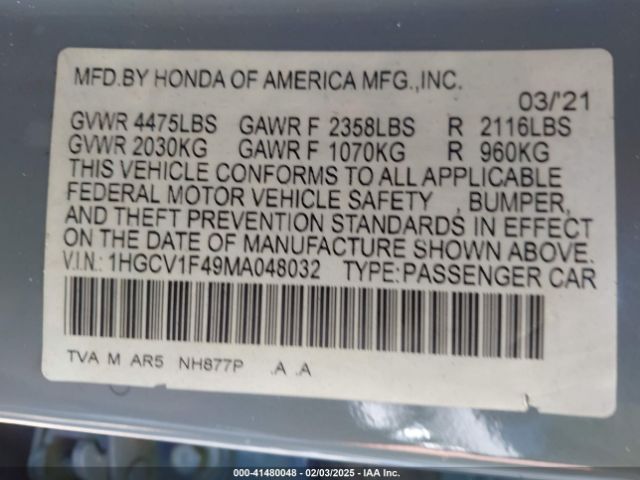 MFD.BY HONDA OF AMERICA MFG.,INC.
03/'21
GVWR 4475LBS GAWR F 2358LBS R 2116LBS
GVWR 2030KG GAWR F 1070KG R 960KG
THIS VEHICLE CONFORMS TO ALL APPLICABLE
FEDERAL MOTOR VEHICLE SAFETY , BUMPER,
AND THEFT PREVENTION STANDARDS IN EFFECT
ON THE DATE OF MANUFACTURE SHOWN ABOVE.
V.I.N.: 1HGCV1F49MA048032 TYPE:PASSENGER CAR
TVA M AR5 NH877P .A .A
000-41480048 - 02/03/2025 - IAA Inc.